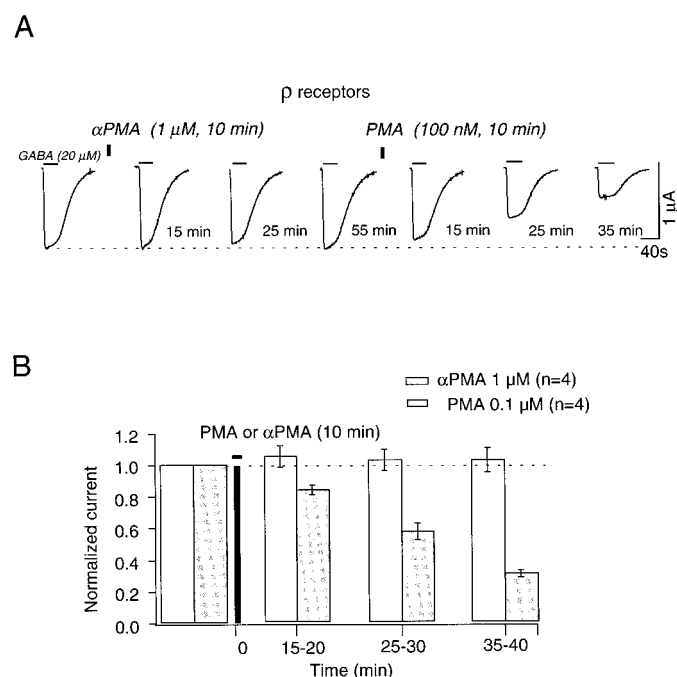 A
ρ receptors
αPMA (1 µM, 10 min)
PMA (100 nM, 10 min)
GABA (20 µM)
15 min
25 min
55 min
15 min
25 min
35 min
1 µA
40s
B
αPMA 1 µM (n=4)
PMA 0.1 µM (n=4)
PMA or αPMA (10 min)
Normalized current
1.2
1.0
0.8
0.6
0.4
0.2
0.0
0
15-20
25-30
35-40
Time (min)